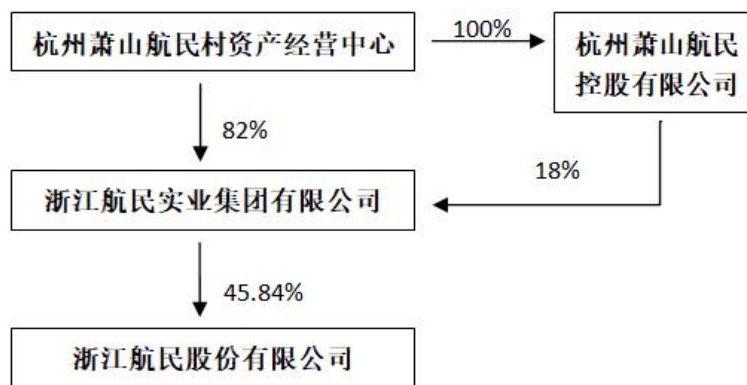 杭州萧山航民村资产经营中心
100%
杭州萧山航民
控股有限公司
82%
18%
浙江航民实业集团有限公司
45.84%
浙江航民股份有限公司